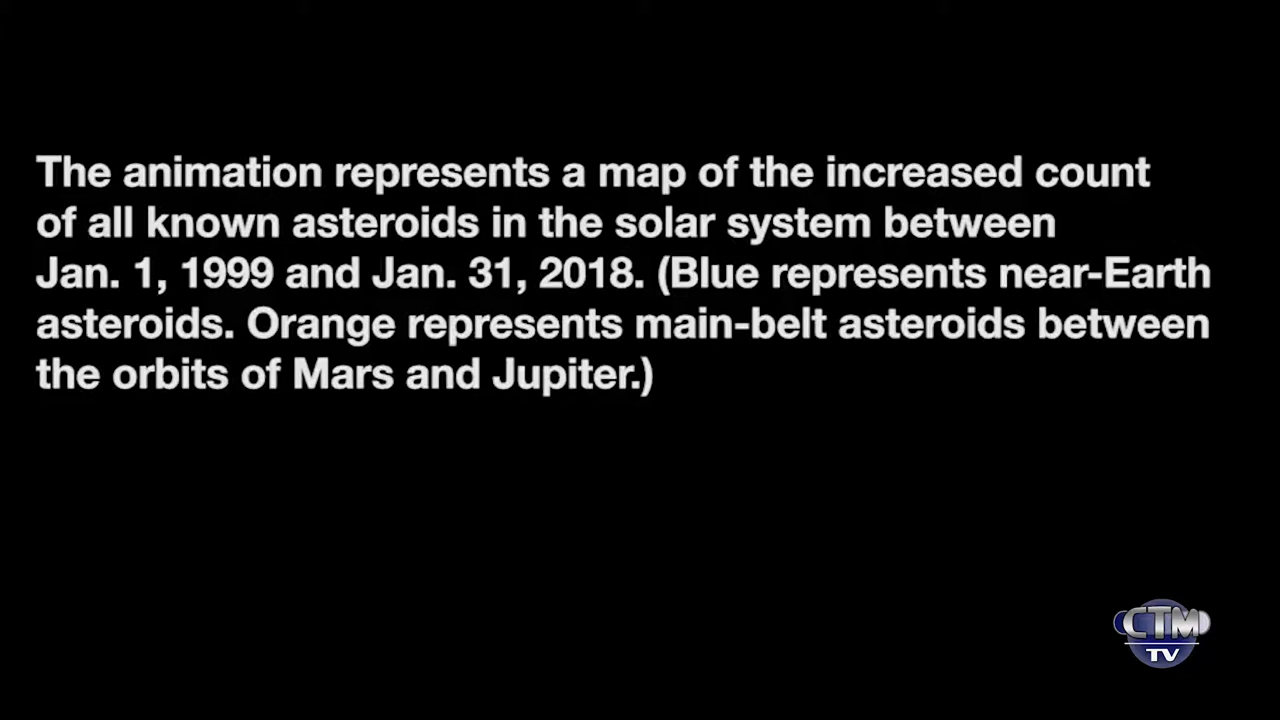 The animation represents a map of the increased count
of all known asteroids in the solar system between
Jan. 1, 1999 and Jan. 31, 2018. (Blue represents near-Earth
asteroids. Orange represents main-belt asteroids between
the orbits of Mars and Jupiter.)
CTM
TV